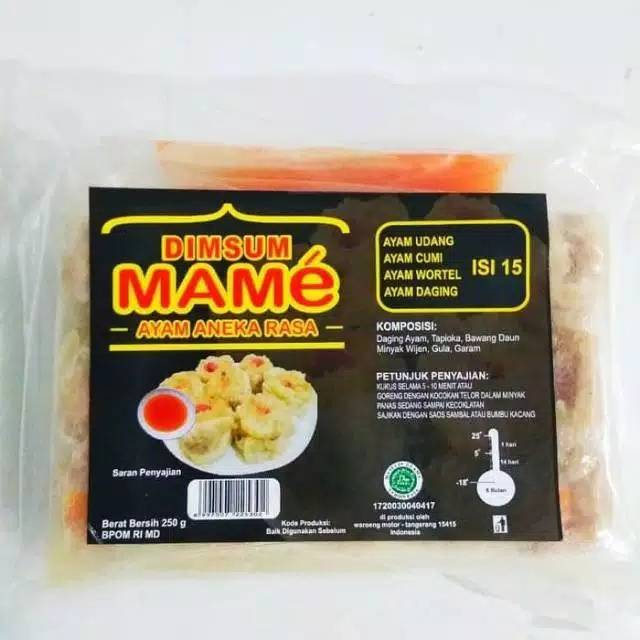 DIMSUM
MAMé
AYAM ANEKA RASA
AYAM UDANG
AYAM CUMI
AYAM WORTEL
AYAM DAGING
ISI 15
KOMPOSISI:
Daging Ayam, Tapioka, Bawang Daun
Minyak Wijen, Gula, Garam
PETUNJUK PENYAJIAN:
KUKUS SELAMA 5 - 10 MENIT ATAU
GORENG DENGAN KOCOKAN TELOR DALAM MINYAK
PANAS SEDANG SAMPAI KECOKLATAN
SAJIKAN DENGAN SAOS SAMBAL ATAU BUMBU KACANG
25° 1 hari
5° 14 hari
-18° 6 Bulan
Saran Penyajian
Berat Bersih 250 g
BPOM RI MD
Kode Produksi:
Baik Digunakan Sebelum
1720030040417
di produksi oleh
waroeng molor - tangerang 15415
Indonesia